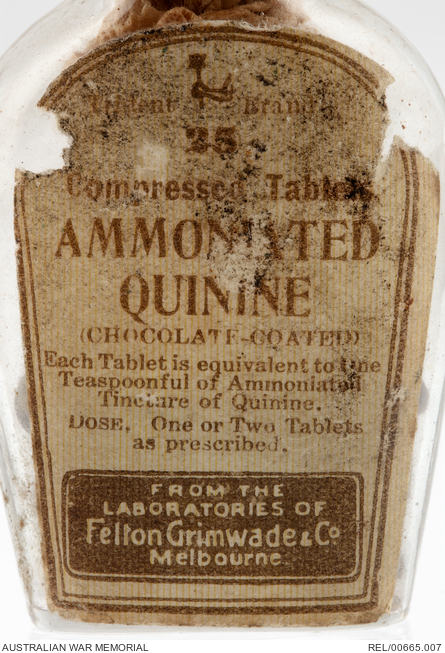 Trident Brand
25
Compressed Tablets
AMMONIATED
QUININE
(CHOCOLATE-COATED)
Each Tablet is equivalent to One
Teaspoonful of Ammoniated
Tincture of Quinine.
DOSE. One or Two Tablets
as prescribed.
FROM THE
LABORATORIES OF
Felton Grimwade & Co
Melbourne
AUSTRALIAN WAR MEMORIAL
REL/00665.007